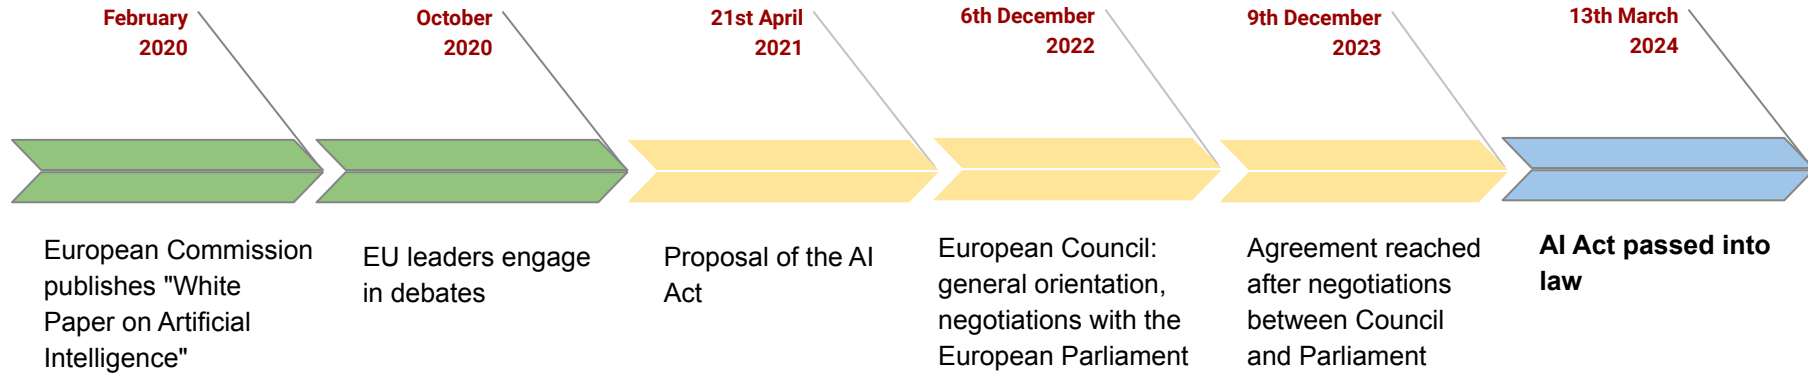 February
2020
October
2020
21st April
2021
6th December
2022
9th December
2023
13th March
2024
European Commission
publishes "White
Paper on Artificial
Intelligence"
EU leaders engage
in debates
Proposal of the AI
Act
European Council:
general orientation,
negotiations with the
European Parliament
Agreement reached
after negotiations
between Council
and Parliament
AI Act passed into
law